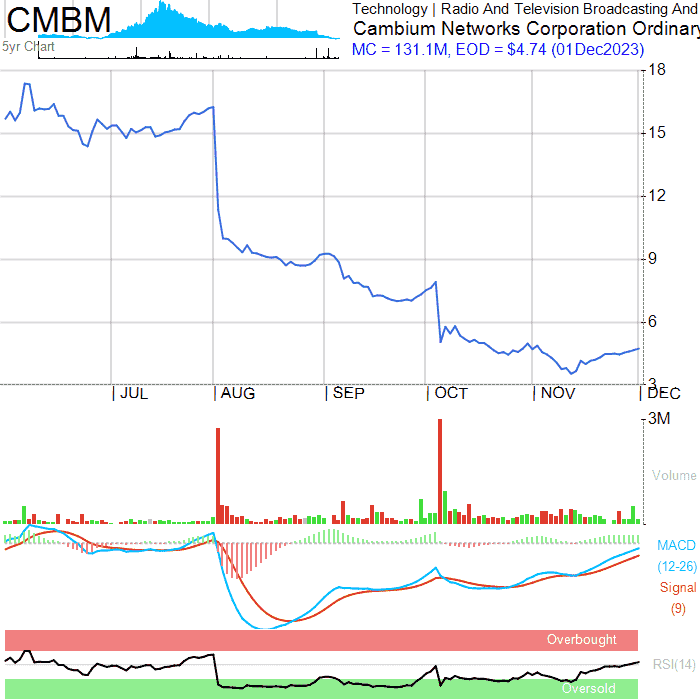 CMBM
5yr Chart
Technology | Radio And Television Broadcasting And
Cambium Networks Corporation Ordinary
MC = 131.1M, EOD = $4.74 (01Dec2023)
18
15
12
9
6
3
JUL
AUG
SEP
OCT
NOV
DEC
3M
Volume
MACD
(12-26)
Signal
(9)
Overbought
RSI(14)
Oversold